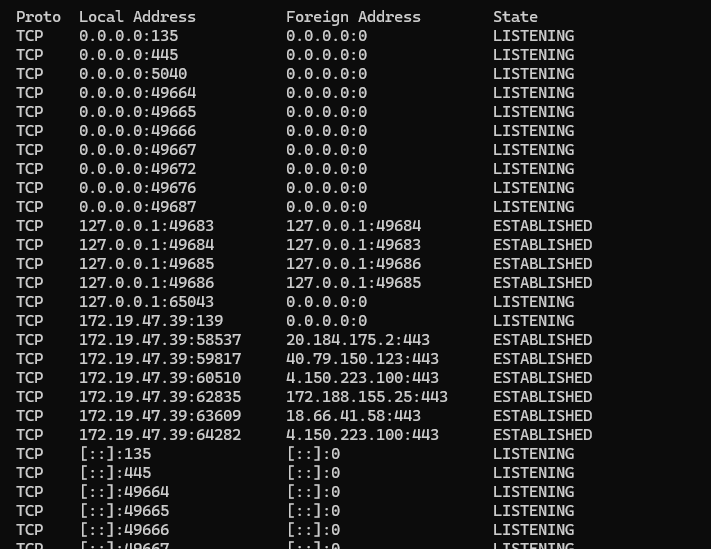 Proto  Local Address          Foreign Address        State
TCP    0.0.0.0:135            0.0.0.0:0              LISTENING
TCP    0.0.0.0:445            0.0.0.0:0              LISTENING
TCP    0.0.0.0:5040           0.0.0.0:0              LISTENING
TCP    0.0.0.0:49664          0.0.0.0:0              LISTENING
TCP    0.0.0.0:49665          0.0.0.0:0              LISTENING
TCP    0.0.0.0:49666          0.0.0.0:0              LISTENING
TCP    0.0.0.0:49667          0.0.0.0:0              LISTENING
TCP    0.0.0.0:49672          0.0.0.0:0              LISTENING
TCP    0.0.0.0:49676          0.0.0.0:0              LISTENING
TCP    0.0.0.0:49687          0.0.0.0:0              LISTENING
TCP    127.0.0.1:49683        127.0.0.1:49684        ESTABLISHED
TCP    127.0.0.1:49684        127.0.0.1:49683        ESTABLISHED
TCP    127.0.0.1:49685        127.0.0.1:49686        ESTABLISHED
TCP    127.0.0.1:49686        127.0.0.1:49685        ESTABLISHED
TCP    127.0.0.1:65043        0.0.0.0:0              LISTENING
TCP    172.19.47.39:139       0.0.0.0:0              LISTENING
TCP    172.19.47.39:58537     20.184.175.2:443       ESTABLISHED
TCP    172.19.47.39:59817     40.79.150.123:443      ESTABLISHED
TCP    172.19.47.39:60510     4.150.223.100:443      ESTABLISHED
TCP    172.19.47.39:62835     172.188.155.25:443     ESTABLISHED
TCP    172.19.47.39:63609     18.66.41.58:443        ESTABLISHED
TCP    172.19.47.39:64282     4.150.223.100:443      ESTABLISHED
TCP    [::]:135               [::]:0                 LISTENING
TCP    [::]:445               [::]:0                 LISTENING
TCP    [::]:49664             [::]:0                 LISTENING
TCP    [::]:49665             [::]:0                 LISTENING
TCP    [::]:49666             [::]:0                 LISTENING
TCP    [::]:49667             [::]:0                 LISTENING